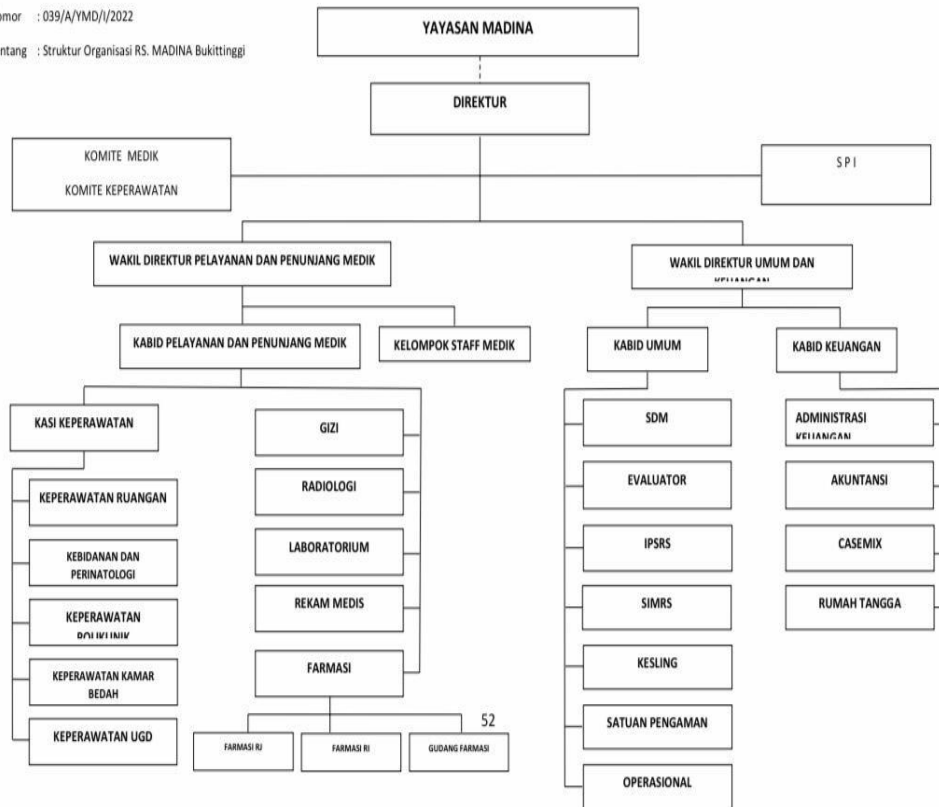 omor : 039/A/YMD/I/2022
ntang : Struktur Organisasi RS. MADINA Bukittinggi
YAYASAN MADINA
DIREKTUR
KOMITE MEDIK
KOMITE KEPERAWATAN
S P I
WAKIL DIREKTUR PELAYANAN DAN PENUNJANG MEDIK
WAKIL DIREKTUR UMUM DAN
KEUANGAN
KABID PELAYANAN DAN PENUNJANG MEDIK
KELOMPOK STAFF MEDIK
KABID UMUM
KABID KEUANGAN
KASI KEPERAWATAN
KEPERAWATAN RUANGAN
KEBIDANAN DAN
PERINATOLOGI
KEPERAWATAN
POLIKLINIK
KEPERAWATAN KAMAR
BEDAH
KEPERAWATAN UGD
GIZI
RADIOLOGI
LABORATORIUM
REKAM MEDIS
FARMASI
52
FARMASI RJ
FARMASI RI
GUDANG FARMASI
SDM
EVALUATOR
IPSRS
SIMRS
KESLING
SATUAN PENGAMAN
OPERASIONAL
ADMINISTRASI
KEUANGAN
AKUNTANSI
CASEMIX
RUMAH TANGGA